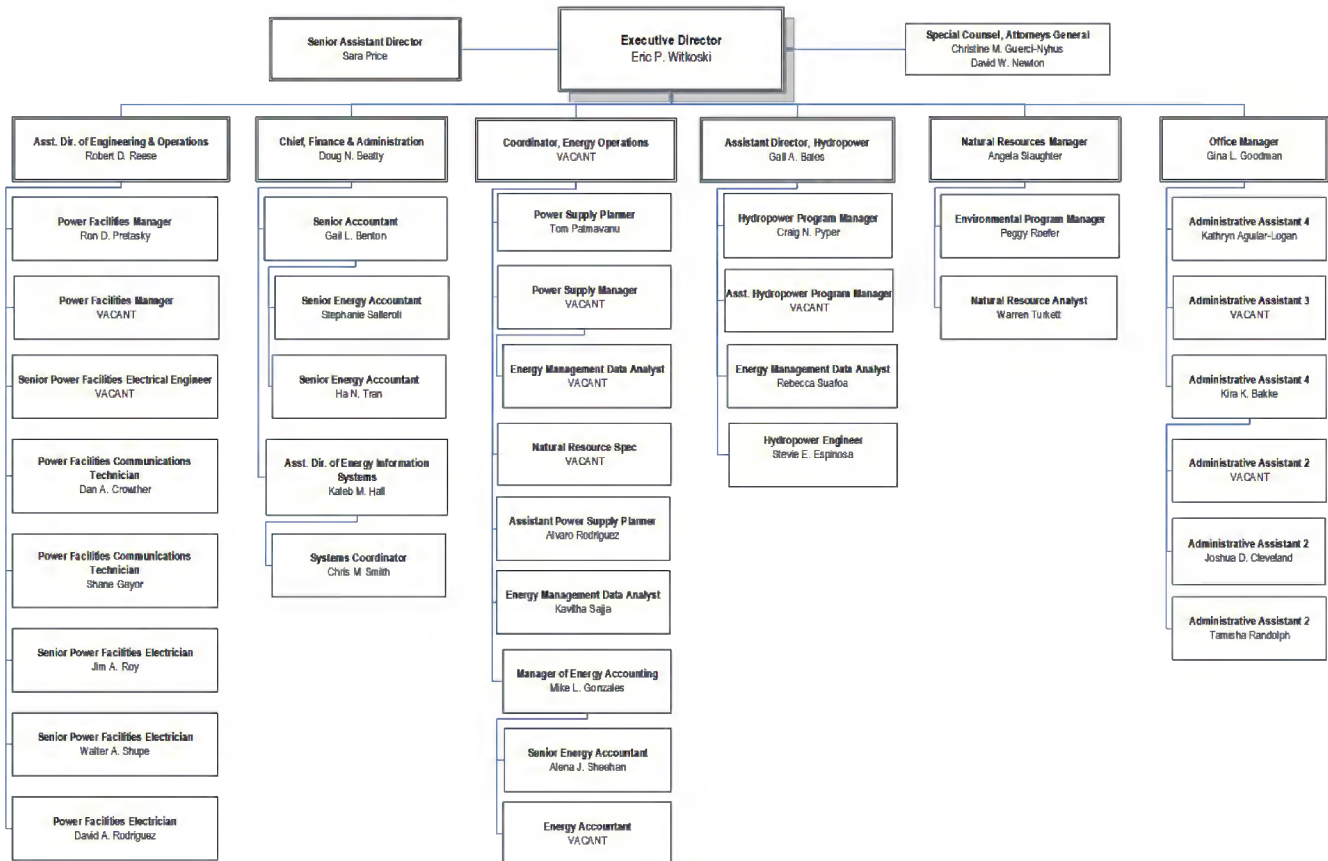 Senior Assistant Director
Sara Price
Executive Director
Eric P. Witkoski
Special Counsel, Attorneys General
Christine M. Guerci-Nyhus
David W. Newton
Asst. Dir. of Engineering & Operations
Robert D. Reese
Power Facilities Manager
Ron D. Pretasky
Power Facilities Manager
VACANT
Senior Power Facilities Electrical Engineer
VACANT
Power Facilities Communications
Technician
Dan A. Crowther
Power Facilities Communications
Technician
Shane Gayor
Senior Power Facilities Electrician
Jim A. Roy
Senior Power Facilities Electrician
Walter A. Shupe
Power Facilities Electrician
David A. Rodriguez
Chief, Finance & Administration
Doug N. Beatty
Senior Accountant
Gail L. Benton
Senior Energy Accountant
Stephanie Salleroli
Senior Energy Accountant
Ha N. Tran
Asst. Dir. of Energy Information
Systems
Kaleb M. Hall
Systems Coordinator
Chris M. Smith
Coordinator, Energy Operations
VACANT
Power Supply Planner
Tom Patmavanu
Power Supply Manager
VACANT
Energy Management Data Analyst
VACANT
Natural Resource Spec
VACANT
Assistant Power Supply Planner
Alvaro Rodriguez
Energy Management Data Analyst
Kavitha Sajja
Manager of Energy Accounting
Mike L. Gonzales
Senior Energy Accountant
Alena J. Sheehan
Energy Accountant
VACANT
Assistant Director, Hydropower
Gail A. Bates
Hydropower Program Manager
Craig N. Pyper
Asst. Hydropower Program Manager
VACANT
Energy Management Data Analyst
Rebecca Suafoa
Hydropower Engineer
Stevie E. Espinosa
Natural Resources Manager
Angela Slaughter
Environmental Program Manager
Peggy Roefer
Natural Resource Analyst
Warren Turkett
Office Manager
Gina L. Goodman
Administrative Assistant 4
Kathryn Aguilar-Logan
Administrative Assistant 3
VACANT
Administrative Assistant 4
Kira K. Bakke
Administrative Assistant 2
VACANT
Administrative Assistant 2
Joshua D. Cleveland
Administrative Assistant 2
Tamisha Randolph